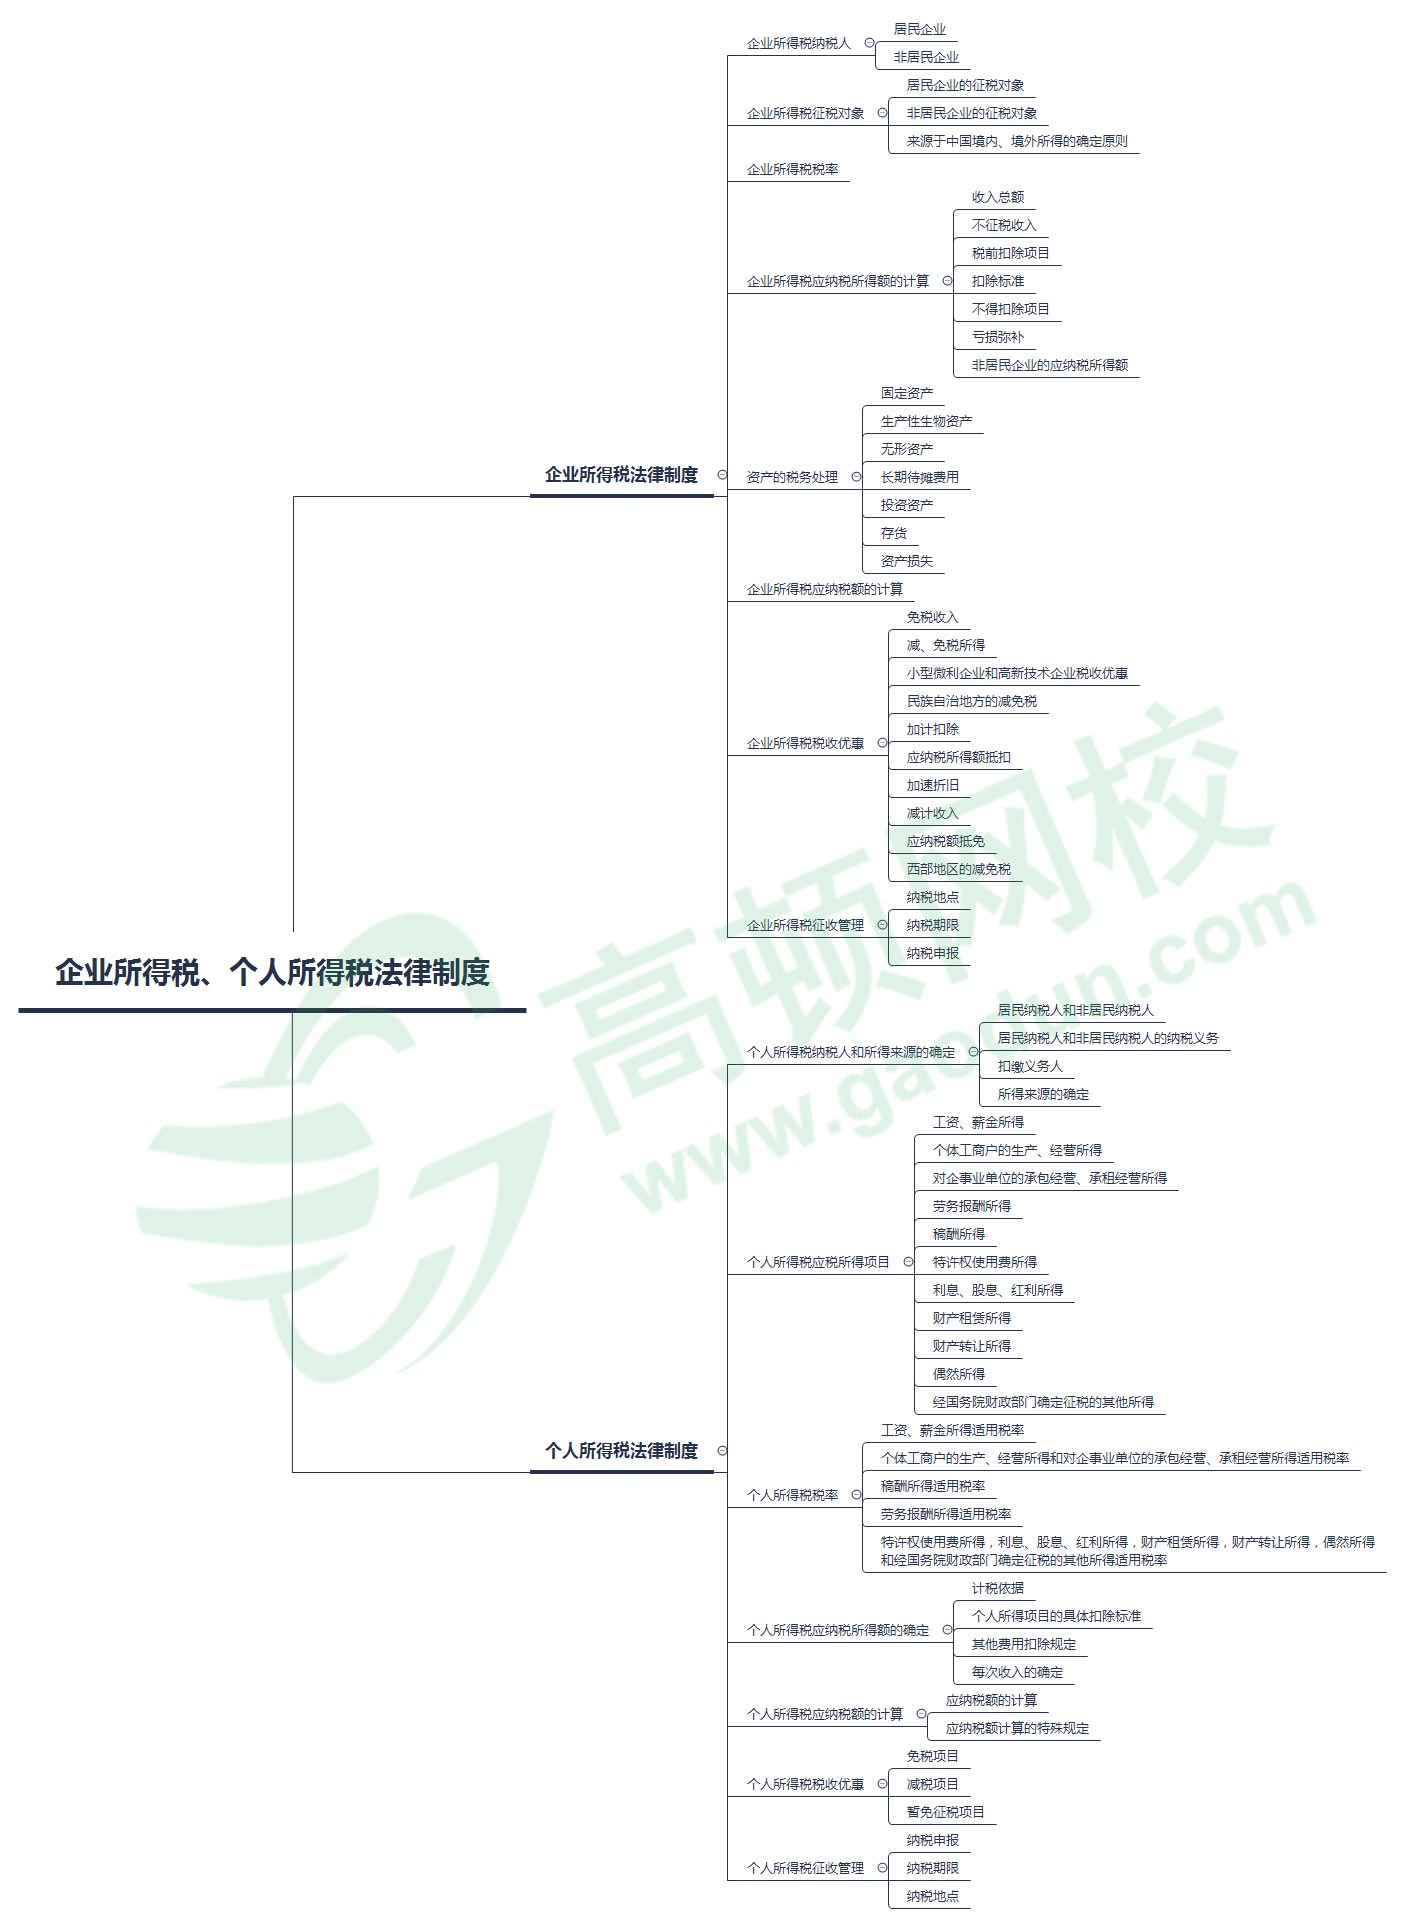 企业所得税、个人所得税法律制度
企业所得税法律制度
企业所得税纳税人
居民企业
非居民企业
企业所得税征税对象
居民企业的征税对象
非居民企业的征税对象
来源于中国境内、境外所得的确定原则
企业所得税税率
企业所得税应纳税所得额的计算
收入总额
不征税收入
税前扣除项目
扣除标准
不得扣除项目
亏损弥补
非居民企业的应纳税所得额
资产的税务处理
固定资产
生产性生物资产
无形资产
长期待摊费用
投资资产
存货
资产损失
企业所得税应纳税额的计算
企业所得税税收优惠
免税收入
减、免税所得
小型微利企业和高新技术企业税收优惠
民族自治地方的减免税
加计扣除
应纳税所得额抵扣
加速折旧
减计收入
应纳税额抵免
西部地区的减免税
企业所得税征收管理
纳税地点
纳税期限
纳税申报
个人所得税法律制度
个人所得税纳税人和所得来源的确定
居民纳税人和非居民纳税人
居民纳税人和非居民纳税人的纳税义务
扣缴义务人
所得来源的确定
个人所得税应税所得项目
工资、薪金所得
个体工商户的生产、经营所得
对企事业单位的承包经营、承租经营所得
劳务报酬所得
稿酬所得
特许权使用费所得
利息、股息、红利所得
财产租赁所得
财产转让所得
偶然所得
经国务院财政部门确定征税的其他所得
个人所得税税率
工资、薪金所得适用税率
个体工商户的生产、经营所得和对企事业单位的承包经营、承租经营所得适用税率
稿酬所得适用税率
劳务报酬所得适用税率
特许权使用费所得，利息、股息、红利所得，财产租赁所得，财产转让所得，偶然所得
和经国务院财政部门确定征税的其他所得适用税率
个人所得税应纳税所得额的确定
计税依据
个人所得项目的具体扣除标准
其他费用扣除规定
每次收入的确定
个人所得税应纳税额的计算
应纳税额的计算
应纳税额计算的特殊规定
个人所得税税收优惠
免税项目
减税项目
暂免征税项目
个人所得税征收管理
纳税申报
纳税期限
纳税地点
高顿网校
www.gaodun.com